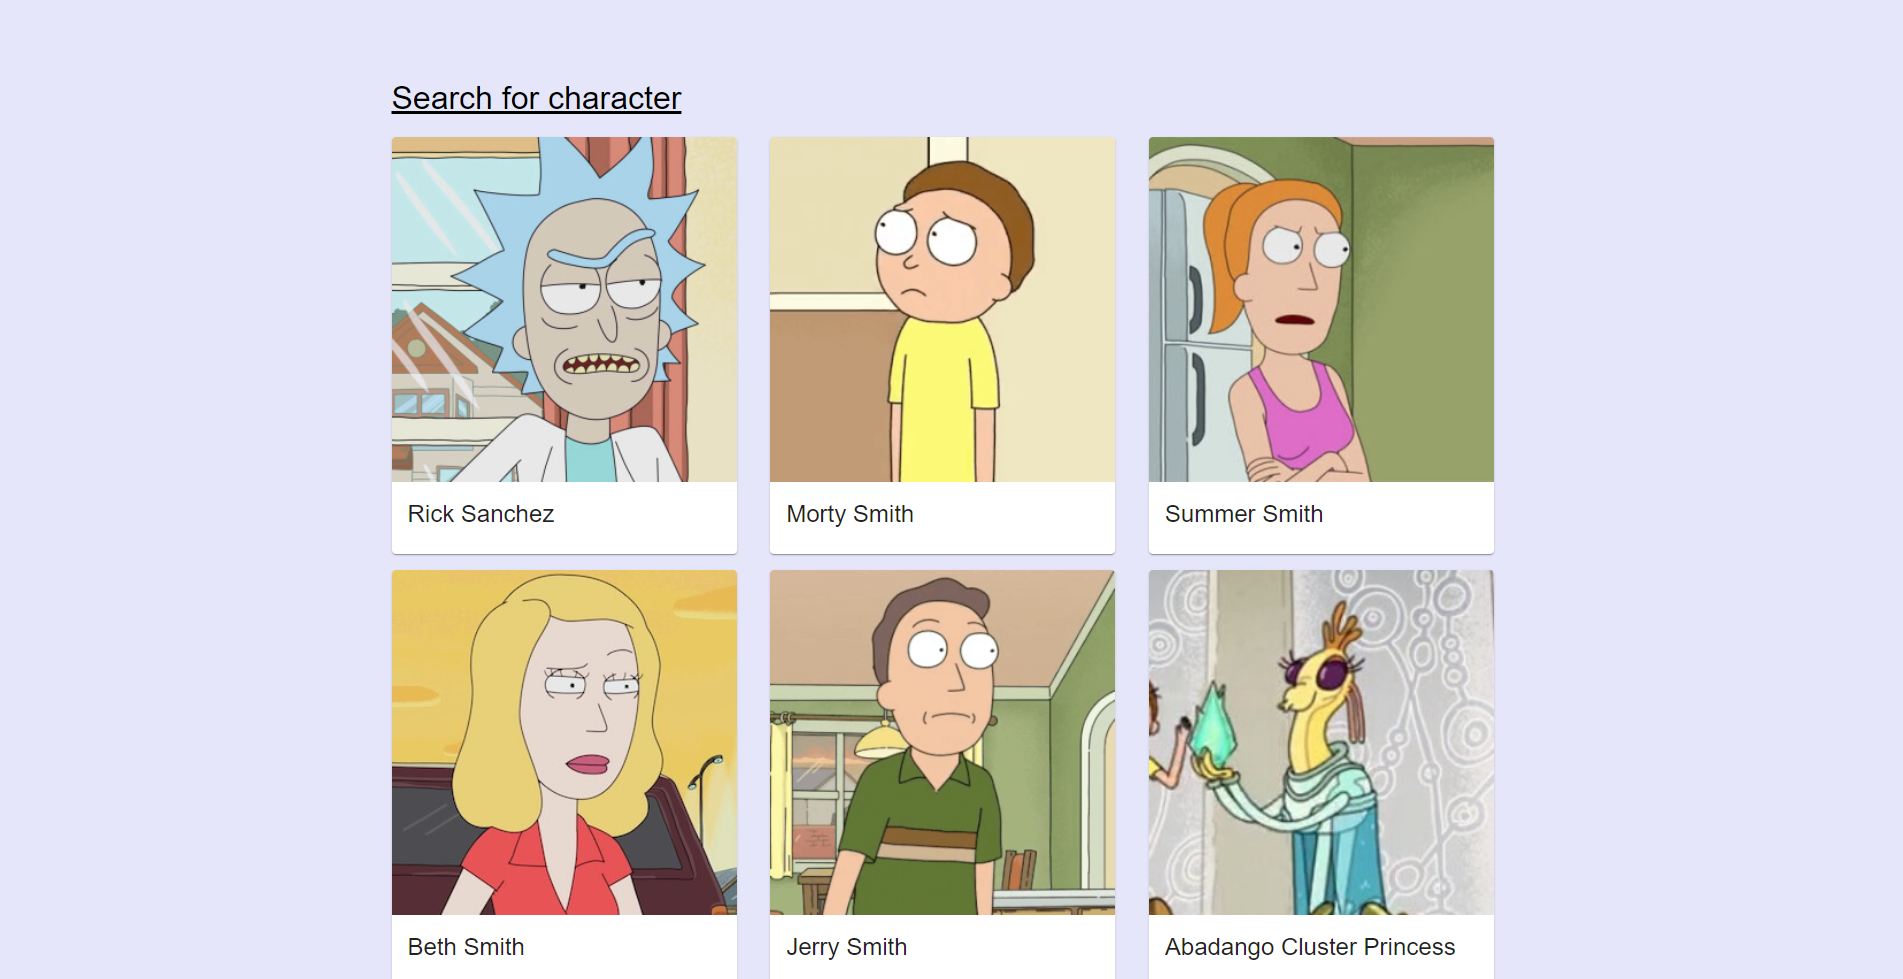 Search for character
Rick Sanchez
Morty Smith
Summer Smith
Beth Smith
Jerry Smith
Abadango Cluster Princess